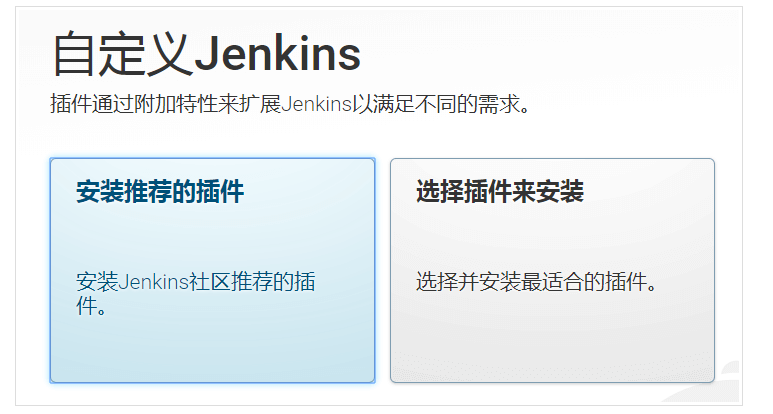 自定义Jenkins
插件通过附加特性来扩展Jenkins以满足不同的需求。
安装推荐的插件
安装Jenkins社区推荐的插
件。
选择插件来安装
选择并安装最适合的插件。